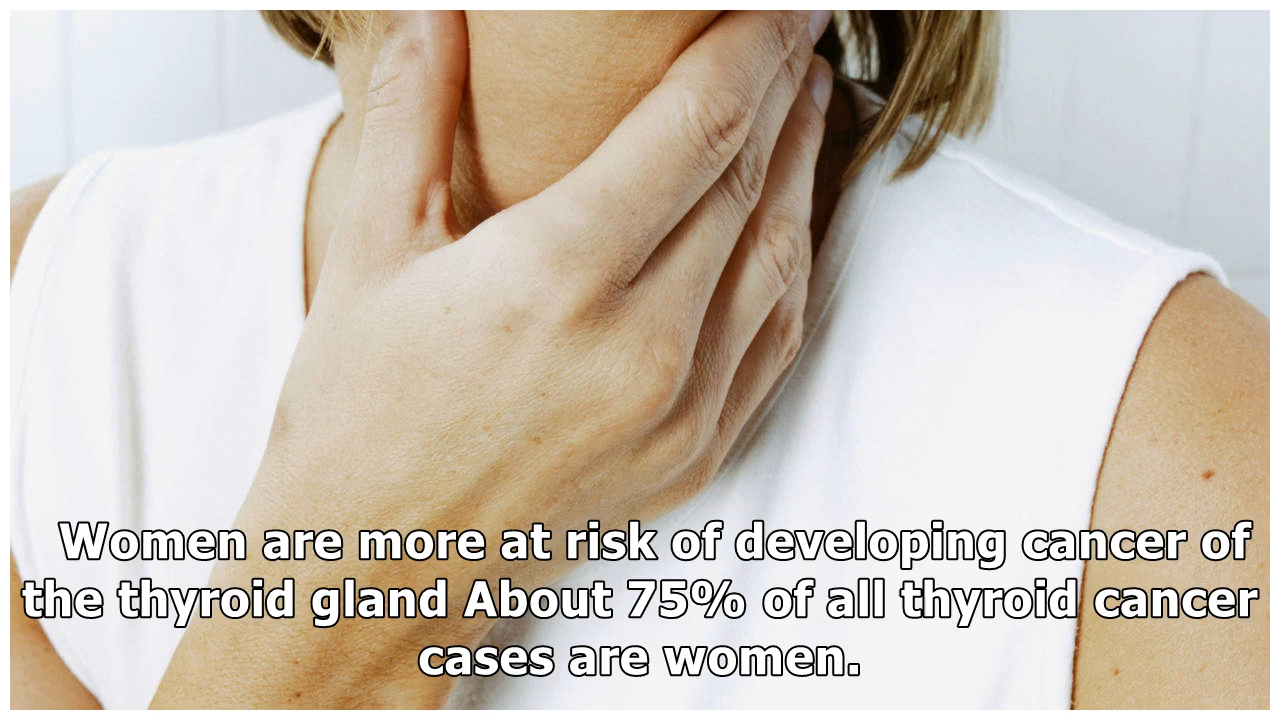 Women are more at risk of developing cancer of
the thyroid gland About 75% of all thyroid cancer
cases are women.